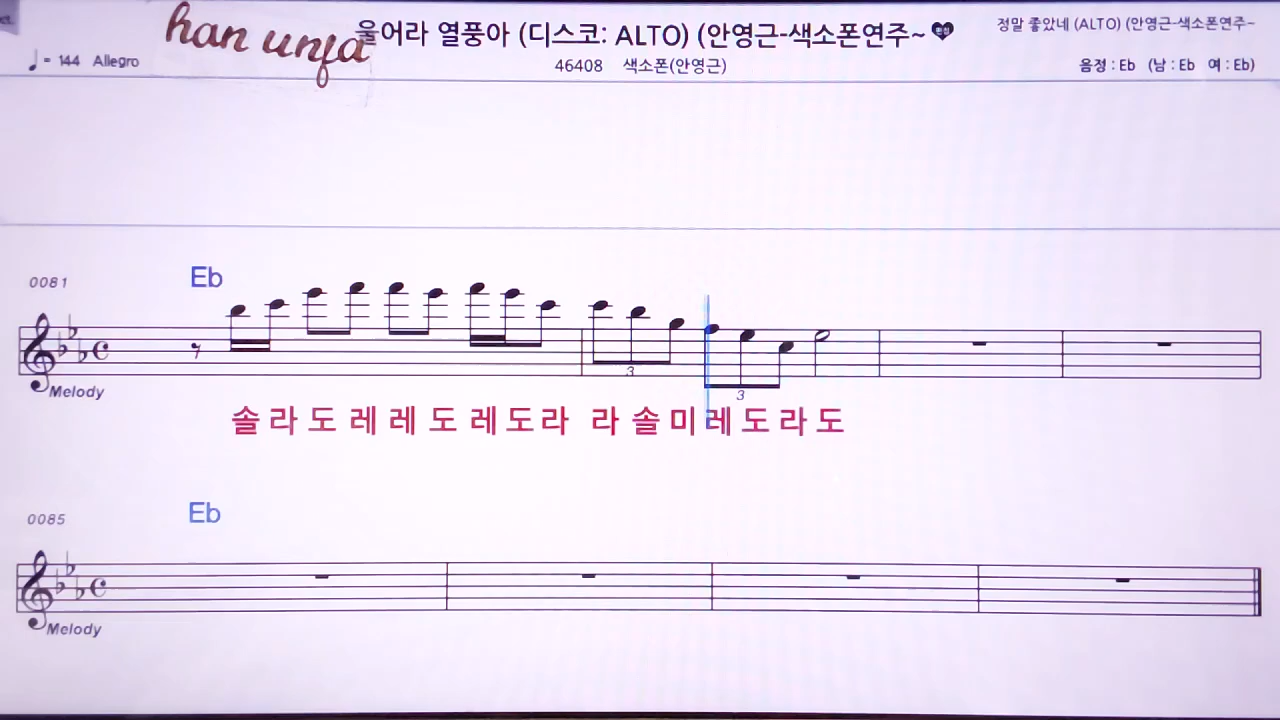 han unfa
울어라 열풍아 (디스코: ALTO) (안영근-색소폰연주~
정말 좋았네 (ALTO) (안영근-색소폰연주~
= 144 Allegro
46408 색소폰(안영근)
음정 : Eb (남 : Eb 여 : Eb)
0081
Eb
3
3
Melody
솔 라 도 레 레 도 레 도 라 라 솔 미 레 도 라 도
0085
Eb
Melody